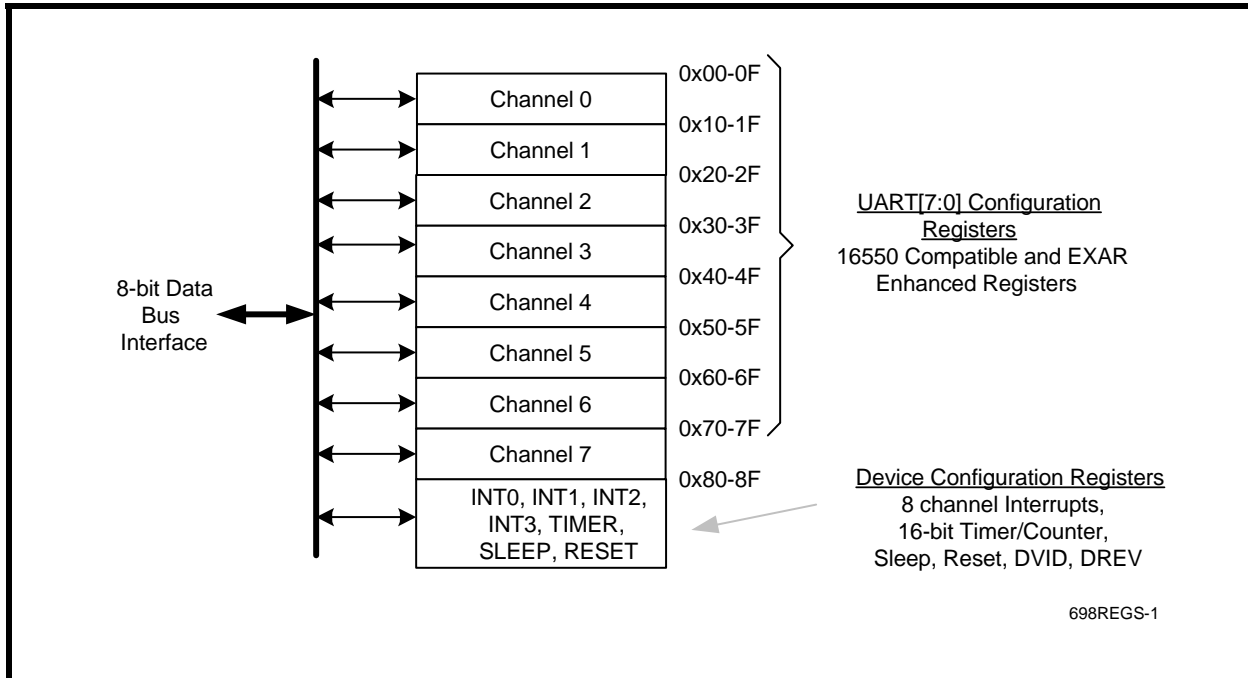 8-bit Data
Bus
Interface
0x00-0F
Channel 0
0x10-1F
Channel 1
0x20-2F
Channel 2
0x30-3F
Channel 3
0x40-4F
Channel 4
0x50-5F
Channel 5
0x60-6F
Channel 6
0x70-7F
Channel 7
0x80-8F
INT0, INT1, INT2,
INT3, TIMER,
SLEEP, RESET
UART[7:0] Configuration
Registers
16550 Compatible and EXAR
Enhanced Registers
Device Configuration Registers
8 channel Interrupts,
16-bit Timer/Counter,
Sleep, Reset, DVID, DREV
698REGS-1